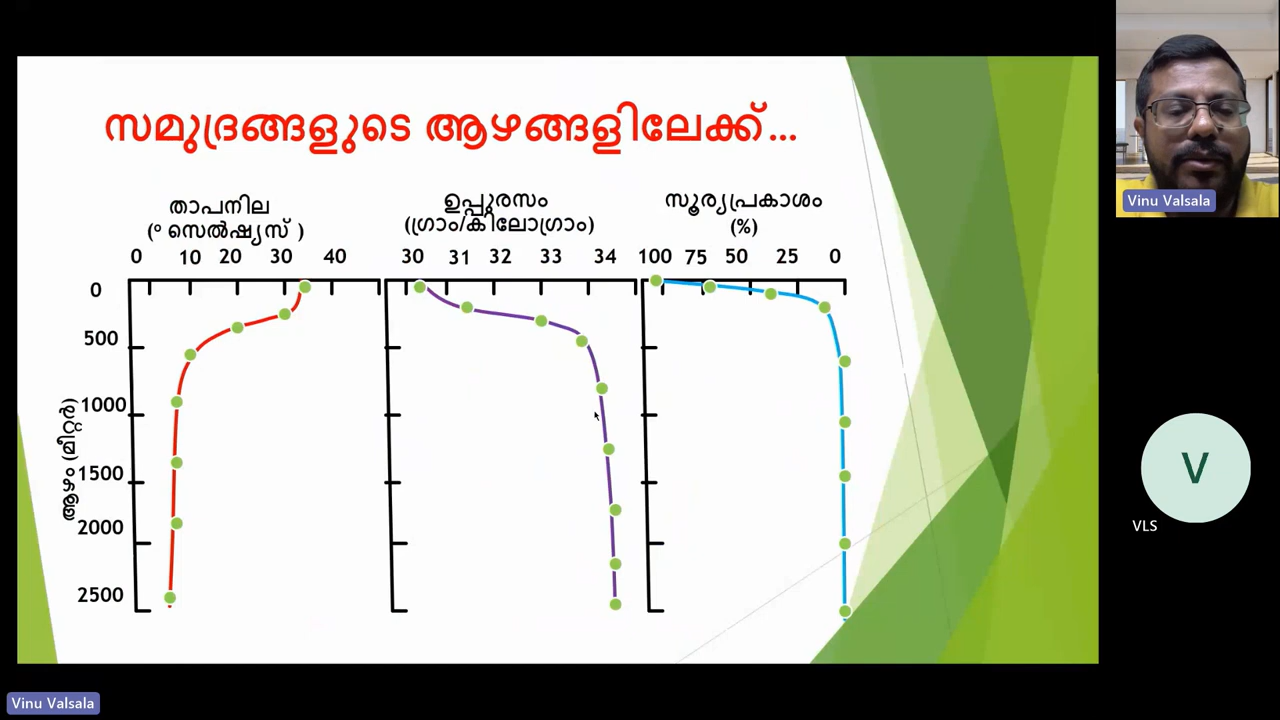 സമുദ്രങ്ങളുടെ ആഴങ്ങളിലേക്ക്...
താപനില
(º സെൽഷ്യസ് )
0 10 20 30 40
ഉപ്പുരസം
(ഗ്രാം/കിലോഗ്രാം)
30 31 32 33 34
സൂര്യപ്രകാശം
(%)
100 75 50 25 0
ആഴം (മീറ്റർ)
0
500
1000
1500
2000
2500
Vinu Valsala
V
VLS
Vinu Valsala